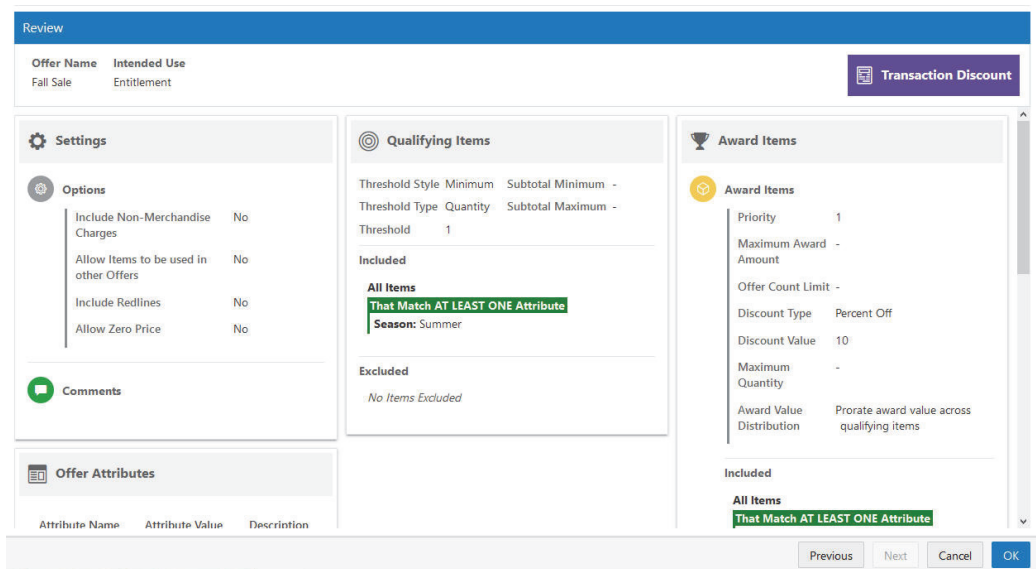 Review
Offer Name Intended Use
Fall Sale Entitlement
Transaction Discount
Settings
Options
Include Non-Merchandise No
Charges
Allow Items to be used in No
other Offers
Include Redlines No
Allow Zero Price No
Comments
Offer Attributes
Attribute Name Attribute Value Description
Qualifying Items
Threshold Style Minimum Subtotal Minimum -
Threshold Type Quantity Subtotal Maximum -
Threshold 1
Included
All Items
That Match AT LEAST ONE Attribute
Season: Summer
Excluded
No Items Excluded
Award Items
Award Items
Priority 1
Maximum Award -
Amount
Offer Count Limit -
Discount Type Percent Off
Discount Value 10
Maximum -
Quantity
Award Value Prorate award value across
Distribution qualifying items
Included
All Items
That Match AT LEAST ONE Attribute
Previous Next Cancel OK